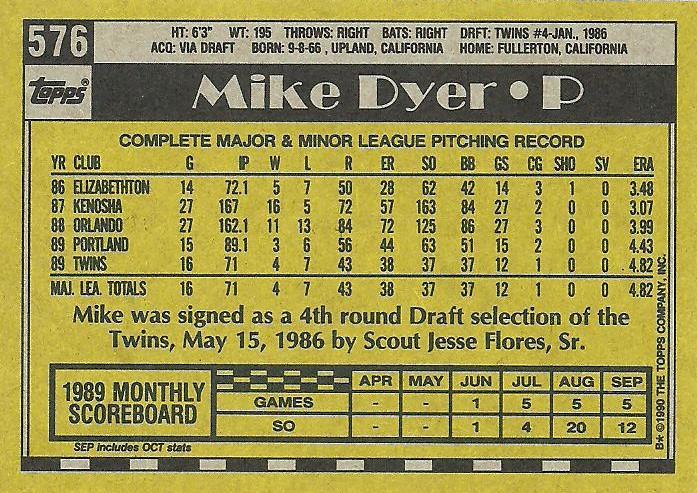 576
HT: 6'3" WT: 195 THROWS: RIGHT BATS: RIGHT DRFT: TWINS #4-JAN., 1986
ACQ: VIA DRAFT BORN: 9-8-66 , UPLAND, CALIFORNIA HOME: FULLERTON, CALIFORNIA
Topps® Mike Dyer • P
COMPLETE MAJOR & MINOR LEAGUE PITCHING RECORD
YR CLUB G IP W L R ER SO BB GS CG SHO SV ERA
86 ELIZABETHTON 14 72.1 5 7 50 28 62 42 14 3 1 0 3.48
87 KENOSHA 27 167 16 5 72 57 163 84 27 2 0 0 3.07
88 ORLANDO 27 162.1 11 13 84 72 125 86 27 3 0 0 3.99
89 PORTLAND 15 89.1 3 6 56 44 63 51 15 2 0 0 4.43
89 TWINS 16 71 4 7 43 38 37 37 12 1 0 0 4.82
MAJ. LEA. TOTALS 16 71 4 7 43 38 37 37 12 1 0 0 4.82
Mike was signed as a 4th round Draft selection of the
Twins, May 15, 1986 by Scout Jesse Flores, Sr.
1989 MONTHLY
SCOREBOARD
APR MAY JUN JUL AUG SEP
GAMES - - 1 5 5 5
SO - - 1 4 20 12
SEP includes OCT stats
B* © 1990 THE TOPPS COMPANY, INC.